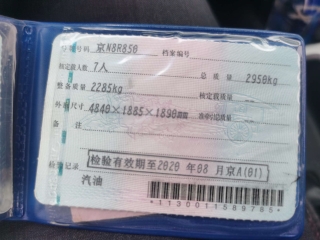 号牌号码 京N8R850 档案编号
核定载人数 7人 总质量 2950kg
整备质量 2285kg 核定载质量
外廓尺寸 4840×1885×1890mm 准牵引总质量
备注
检验记录 检验有效期至2020年08月京A(01)
汽油
*1130011589785*